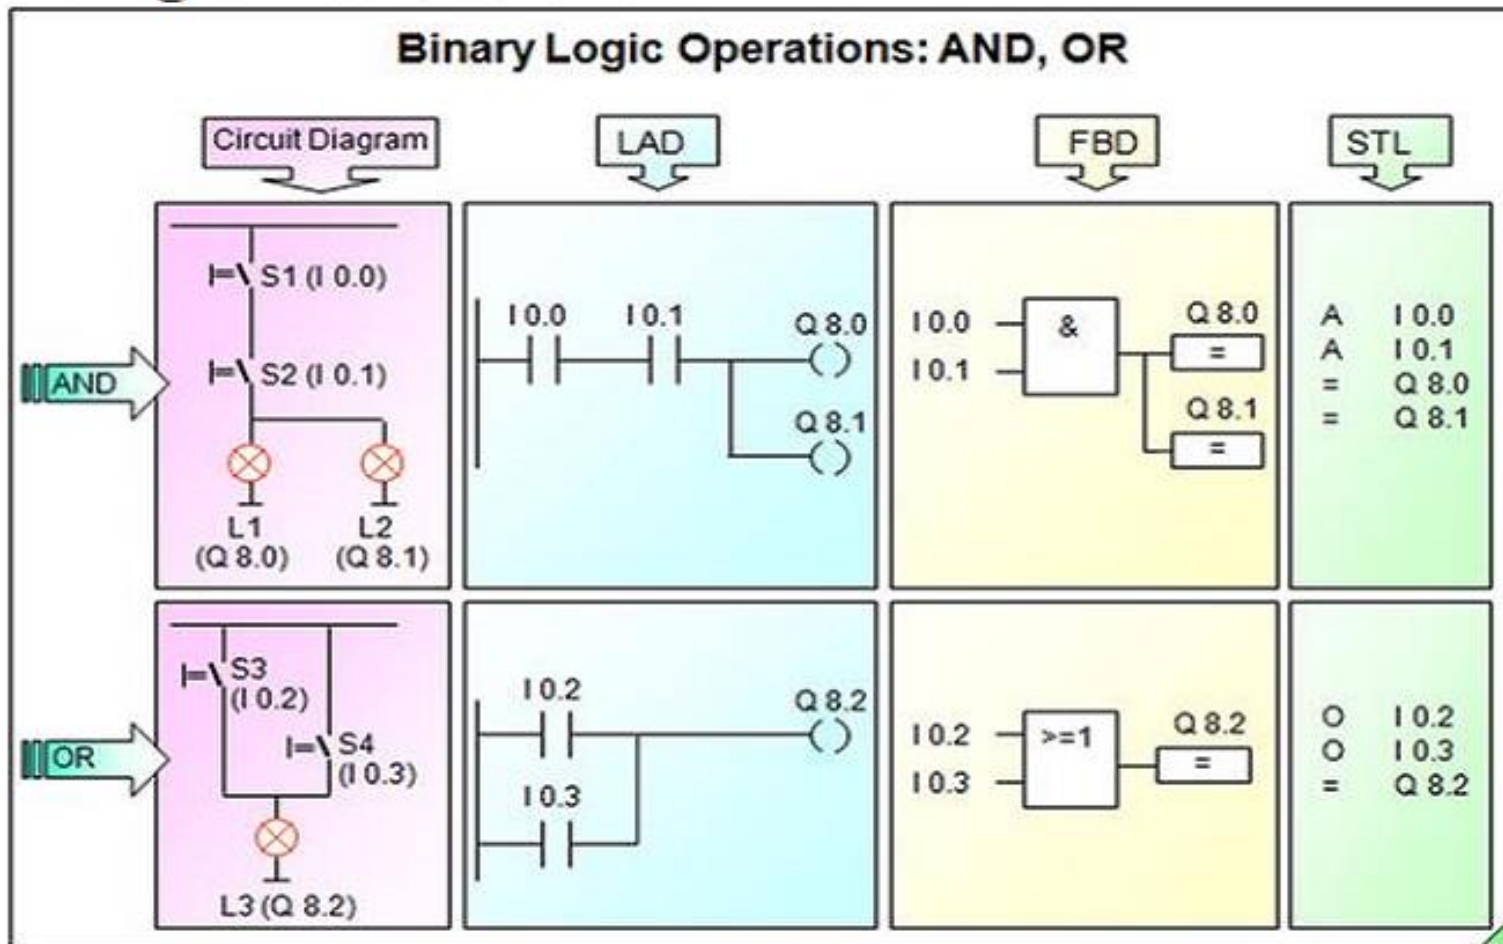 Binary Logic Operations: AND, OR
Circuit Diagram
LAD
FBD
STL
AND
S1 (I 0.0)
S2 (I 0.1)
L1
(Q 8.0)
L2
(Q 8.1)
I 0.0
I 0.1
Q 8.0
( )
Q 8.1
( )
I 0.0
I 0.1
&
Q 8.0
=
Q 8.1
=
A I 0.0
A I 0.1
= Q 8.0
= Q 8.1
OR
S3
(I 0.2)
S4
(I 0.3)
L3 (Q 8.2)
I 0.2
I 0.3
Q 8.2
( )
I 0.2
I 0.3
>=1
Q 8.2
=
O I 0.2
O I 0.3
= Q 8.2